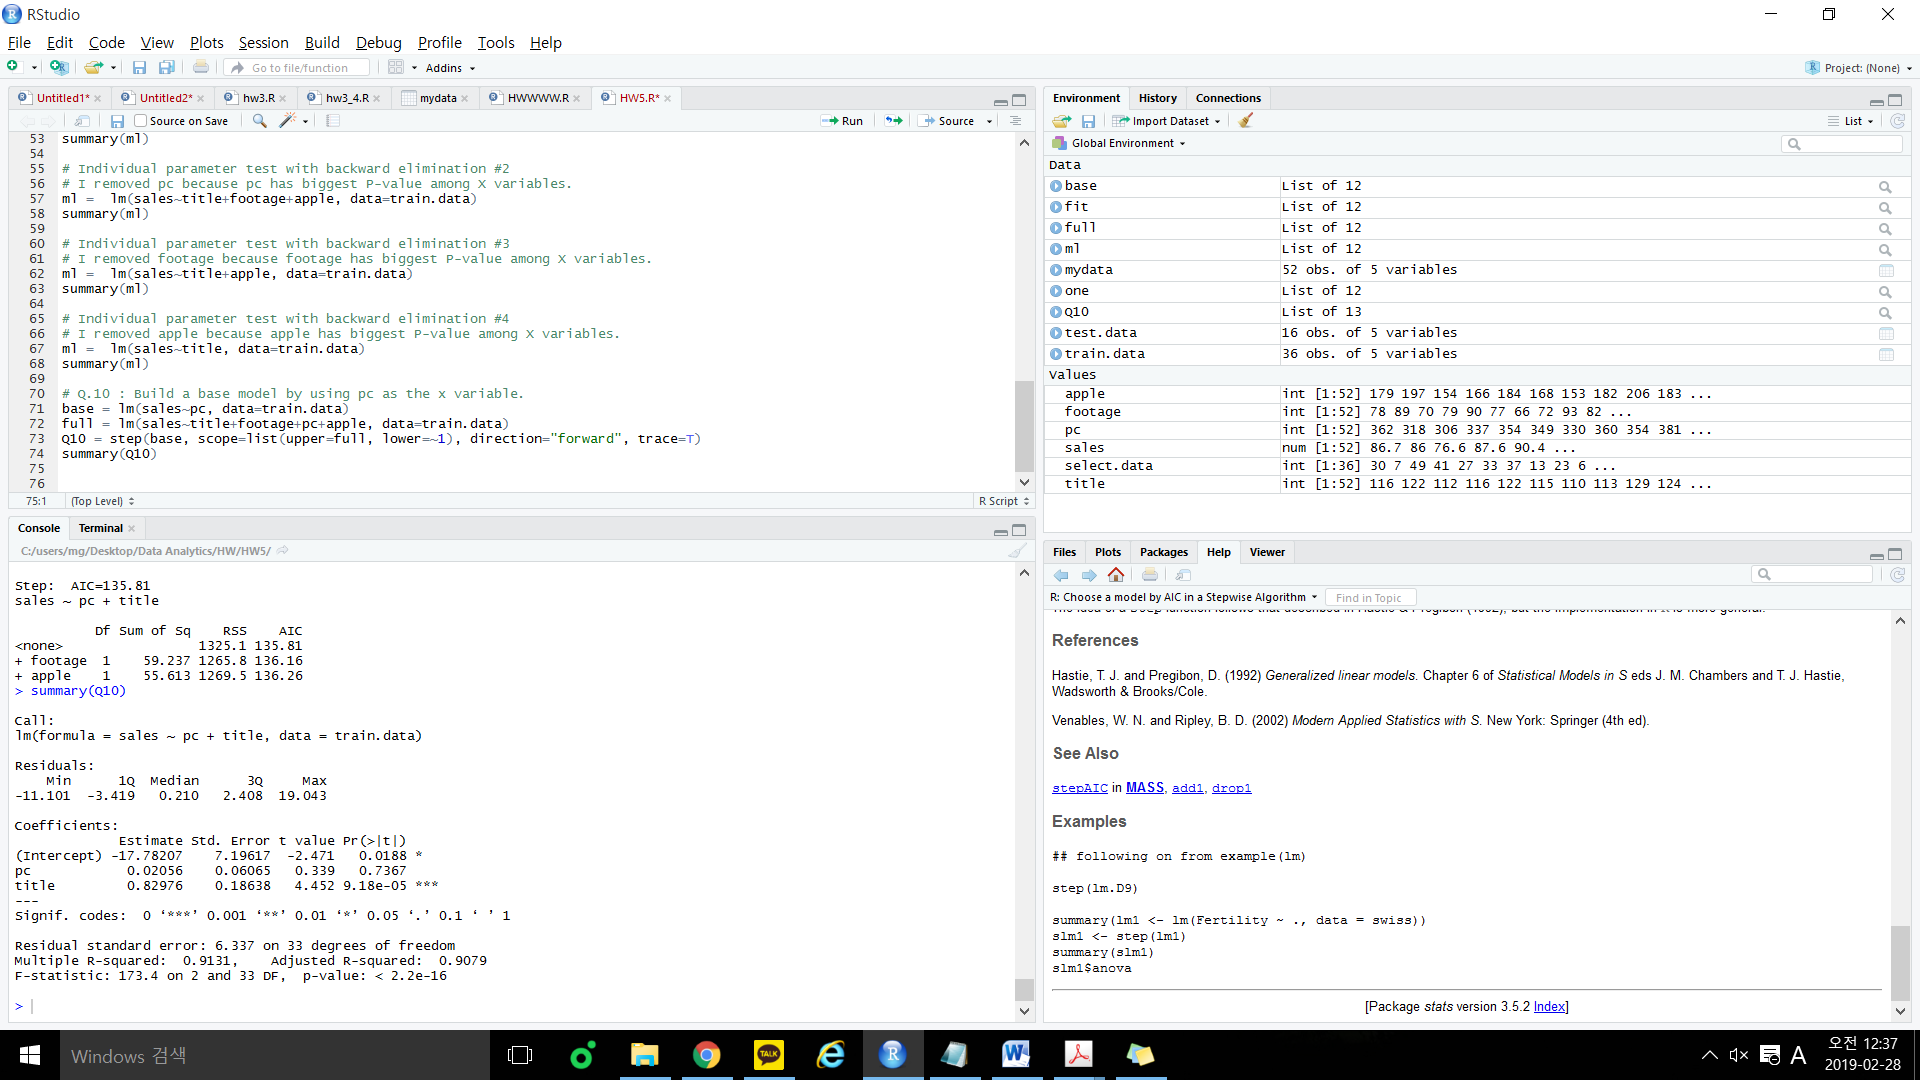 RStudio
File Edit Code View Plots Session Build Debug Profile Tools Help
Go to file/function Addins Project: (None)
Untitled1* Untitled2* hw3.R hw3_4.R mydata HWWWW.R HW5.R*
Source on Save Run Source
53 summary(ml)
54
55 # Individual parameter test with backward elimination #2
56 # I removed pc because pc has biggest P-value among X variables.
57 ml =  lm(sales~title+footage+apple, data=train.data)
58 summary(ml)
59
60 # Individual parameter test with backward elimination #3
61 # I removed footage because footage has biggest P-value among X variables.
62 ml =  lm(sales~title+apple, data=train.data)
63 summary(ml)
64
65 # Individual parameter test with backward elimination #4
66 # I removed apple because apple has biggest P-value among X variables.
67 ml =  lm(sales~title, data=train.data)
68 summary(ml)
69
70 # Q.10 : Build a base model by using pc as the x variable.
71 base = lm(sales~pc, data=train.data)
72 full = lm(sales~title+footage+pc+apple, data=train.data)
73 Q10 = step(base, scope=list(upper=full, lower=~1), direction="forward", trace=T)
74 summary(Q10)
75
76
75:1 (Top Level) R Script
Console Terminal
C:/users/mg/Desktop/Data Analytics/HW/HW5/
Step:  AIC=135.81
sales ~ pc + title
Df Sum of Sq RSS AIC
<none> 1325.1 135.81
+ footage 1 59.237 1265.8 136.16
+ apple 1 55.613 1269.5 136.26
> summary(Q10)
Call:
lm(formula = sales ~ pc + title, data = train.data)
Residuals:
Min 1Q Median 3Q Max
-11.101 -3.419 0.210 2.408 19.043
Coefficients:
Estimate Std. Error t value Pr(>|t|)
(Intercept) -17.78207 7.19617 -2.471 0.0188 *
pc 0.02056 0.06065 0.339 0.7367
title 0.82976 0.18638 4.452 9.18e-05 ***
---
Signif. codes:  0 ‘***’ 0.001 ‘**’ 0.01 ‘*’ 0.05 ‘.’ 0.1 ‘ ’ 1
Residual standard error: 6.337 on 33 degrees of freedom
Multiple R-squared:  0.9131,    Adjusted R-squared:  0.9079
F-statistic: 173.4 on 2 and 33 DF,  p-value: < 2.2e-16
>
Environment History Connections
Import Dataset List
Global Environment
Data
base List of 12
fit List of 12
full List of 12
ml List of 12
mydata 52 obs. of 5 variables
one List of 12
Q10 List of 13
test.data 16 obs. of 5 variables
train.data 36 obs. of 5 variables
Values
apple int [1:52] 179 197 154 166 184 168 153 182 206 183 ...
footage int [1:52] 78 89 70 79 90 77 66 72 93 82 ...
pc int [1:52] 362 318 306 337 354 349 330 360 354 381 ...
sales num [1:52] 86.7 86 76.6 87.6 90.4 ...
select.data int [1:36] 30 7 49 41 27 33 37 13 23 6 ...
title int [1:52] 116 122 112 116 122 115 110 113 129 124 ...
Files Plots Packages Help Viewer
R: Choose a model by AIC in a Stepwise Algorithm Find in Topic
References
Hastie, T. J. and Pregibon, D. (1992) Generalized linear models. Chapter 6 of Statistical Models in S eds J. M. Chambers and T. J. Hastie,
Wadsworth & Brooks/Cole.
Venables, W. N. and Ripley, B. D. (2002) Modern Applied Statistics with S. New York: Springer (4th ed).
See Also
stepAIC in MASS, add1, drop1
Examples
## following on from example(lm)
step(lm.D9)
summary(lm1 <- lm(Fertility ~ ., data = swiss))
slm1 <- step(lm1)
summary(slm1)
slm1$anova
[Package stats version 3.5.2 Index]
Windows 검색
TALK
A
오전 12:37
2019-02-28